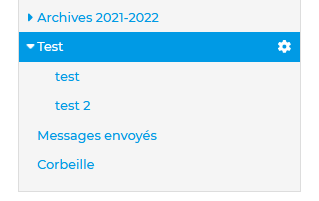 Archives 2021-2022
Test
test
test 2
Messages envoyés
Corbeille